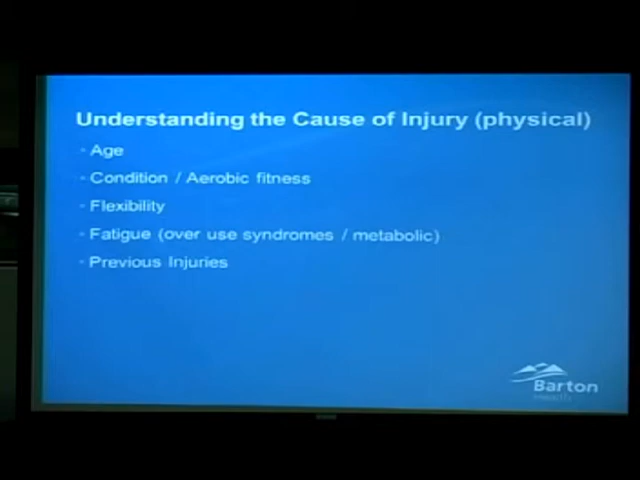 Understanding the Cause of Injury (physical)
Age
Condition / Aerobic fitness
Flexibility
Fatigue (over use syndromes / metabolic)
Previous Injuries
Barton
Health